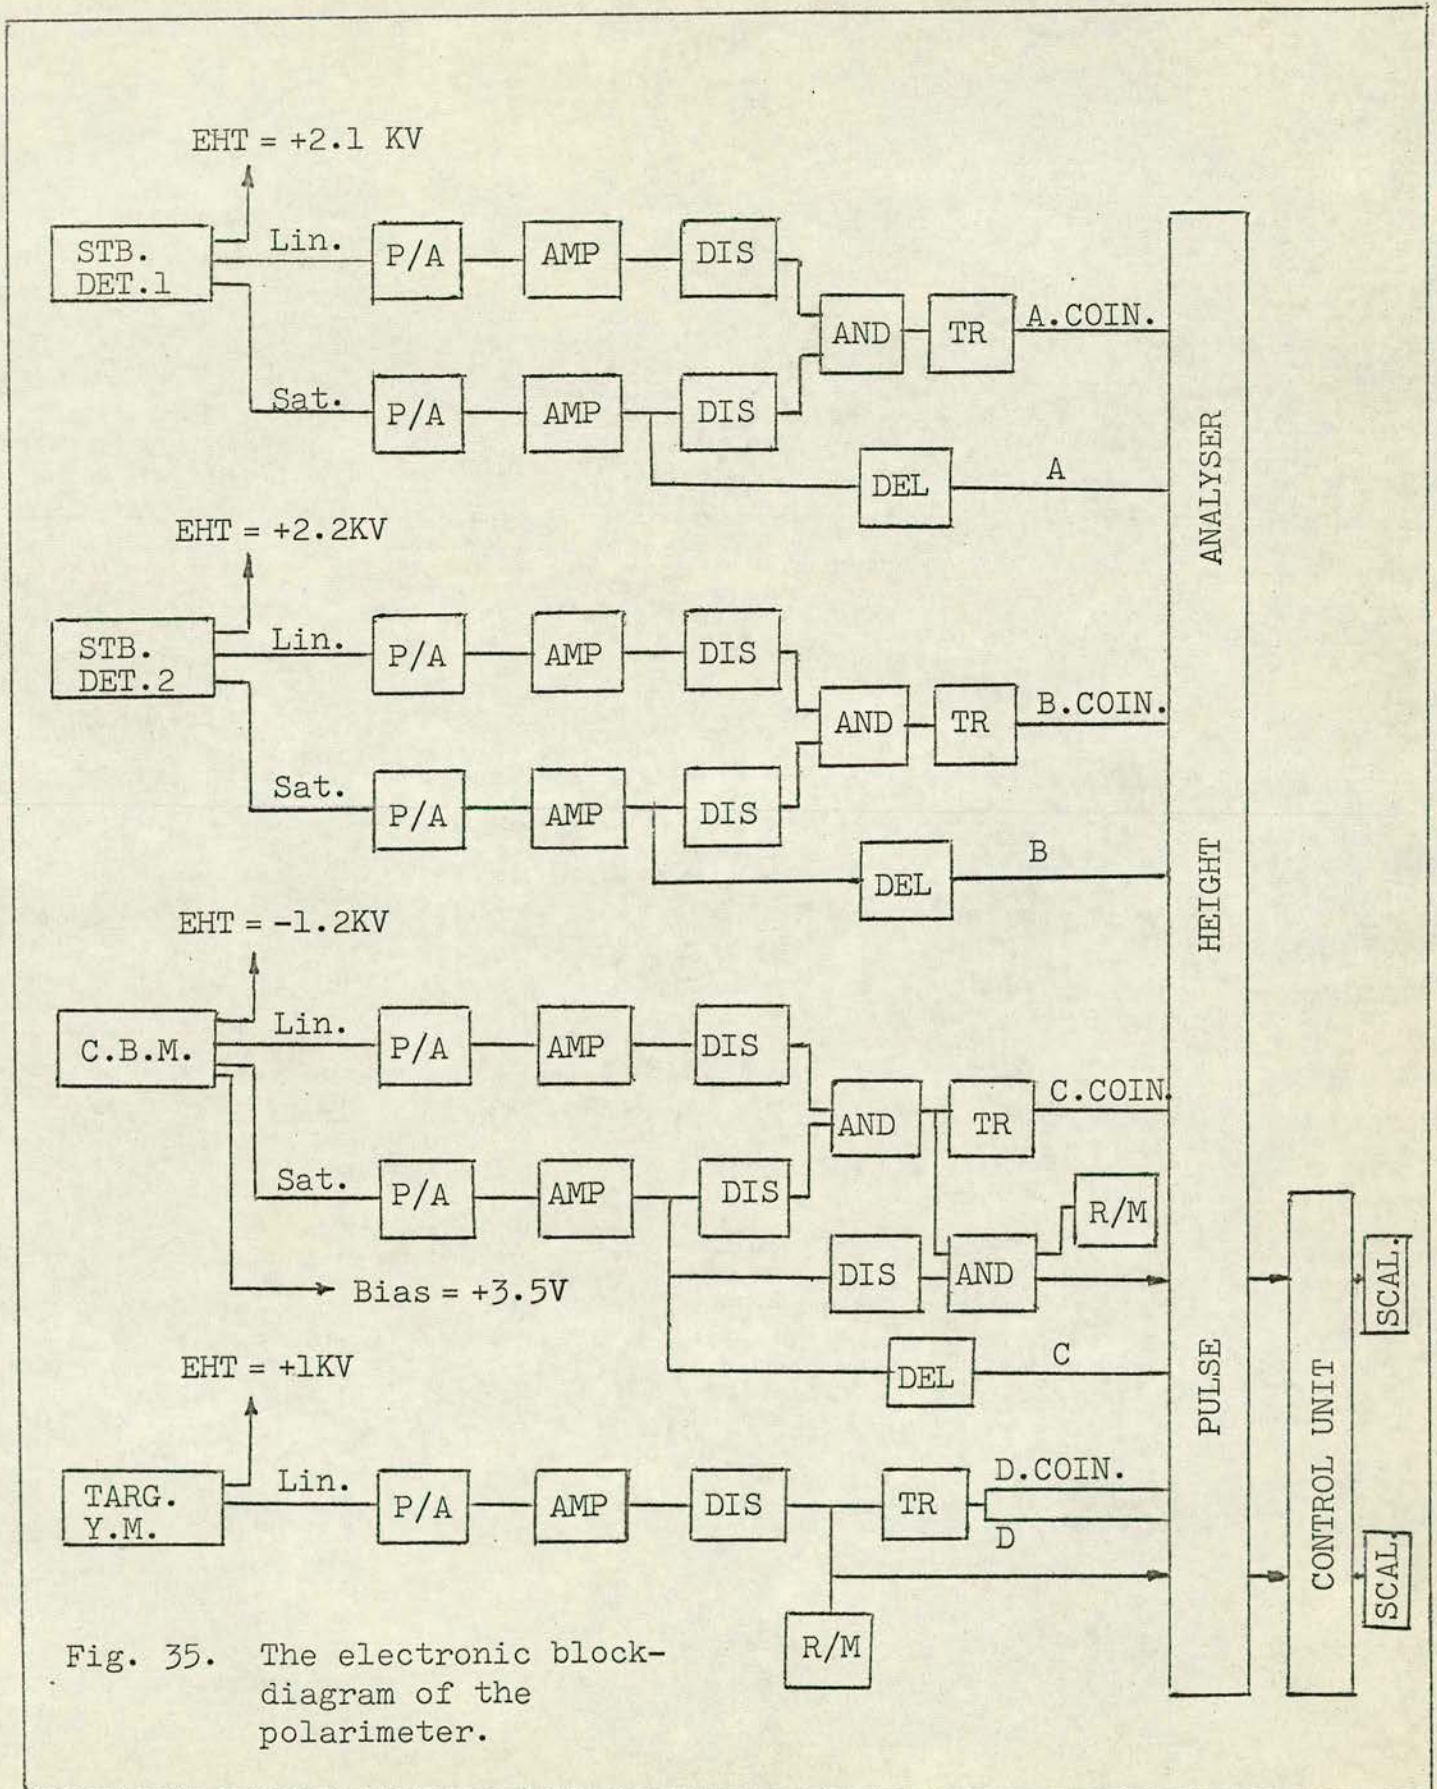 EHT = +2.1 KV
STB.
DET.1
Lin.
P/A
AMP
DIS
AND
TR
A.COIN.
Sat.
P/A
AMP
DIS
DEL
A
EHT = +2.2KV
STB.
DET.2
Lin.
P/A
AMP
DIS
AND
TR
B.COIN.
Sat.
P/A
AMP
DIS
DEL
B
EHT = -1.2KV
C.B.M.
Lin.
P/A
AMP
DIS
AND
TR
C.COIN.
Sat.
P/A
AMP
DIS
R/M
DIS
AND
Bias = +3.5V
DEL
C
EHT = +1KV
TARG.
Y.M.
Lin.
P/A
AMP
DIS
TR
D.COIN.
D
R/M
PULSE HEIGHT ANALYSER
CONTROL UNIT
SCAL.
SCAL.
Fig. 35. The electronic block-
diagram of the
polarimeter.